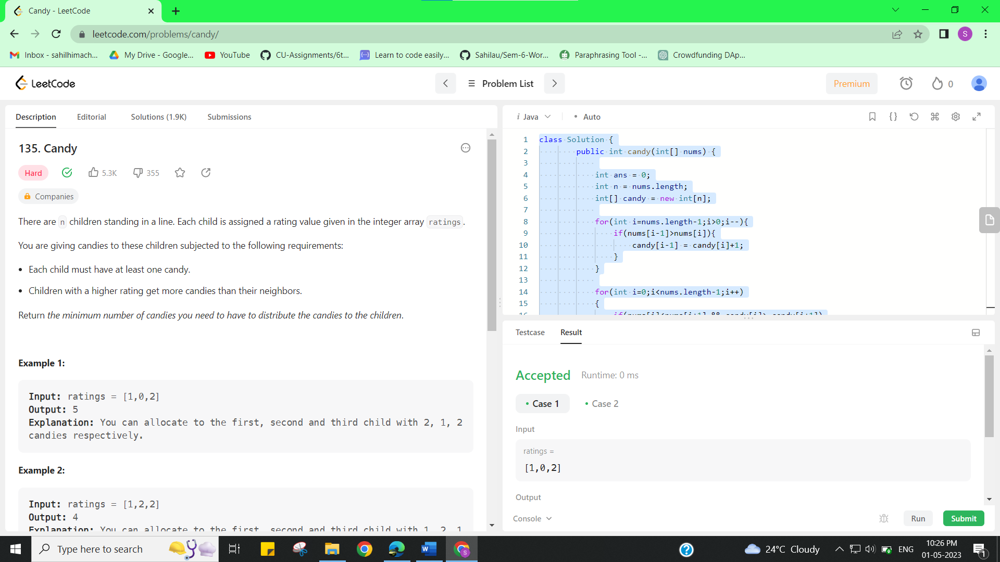 Candy - LeetCode
leetcode.com/problems/candy/
S
Inbox - sahilhimach...
My Drive - Google...
YouTube
CU-Assignments/6t...
Learn to code easily...
Sahilau/Sem-6-Wor...
Paraphrasing Tool -...
Crowdfunding DAp...
LeetCode
Problem List
Premium
0
Description
Editorial
Solutions (1.9K)
Submissions
135. Candy
Hard
5.3K
355
Companies
There are n children standing in a line. Each child is assigned a rating value given in the integer array ratings.
You are giving candies to these children subjected to the following requirements:
• Each child must have at least one candy.
• Children with a higher rating get more candies than their neighbors.
Return the minimum number of candies you need to have to distribute the candies to the children.
Example 1:
Input: ratings = [1,0,2]
Output: 5
Explanation: You can allocate to the first, second and third child with 2, 1, 2
candies respectively.
Example 2:
Input: ratings = [1,2,2]
Output: 4
Explanation: You can allocate to the first, second and third child with 1, 2, 1
i Java
• Auto
1 class Solution {
2 public int candy(int[] nums) {
3
4 int ans = 0;
5 int n = nums.length;
6 int[] candy = new int[n];
7
8 for(int i=nums.length-1;i>0;i--){
9 if(nums[i-1]>nums[i]){
10 candy[i-1] = candy[i]+1;
11 }
12 }
13
14 for(int i=0;i<nums.length-1;i++)
15 {
Testcase
Result
Accepted
Runtime: 0 ms
• Case 1
• Case 2
Input
ratings =
[1,0,2]
Output
Console
Run
Submit
Type here to search
24°C Cloudy
ENG
10:26 PM
01-05-2023
1